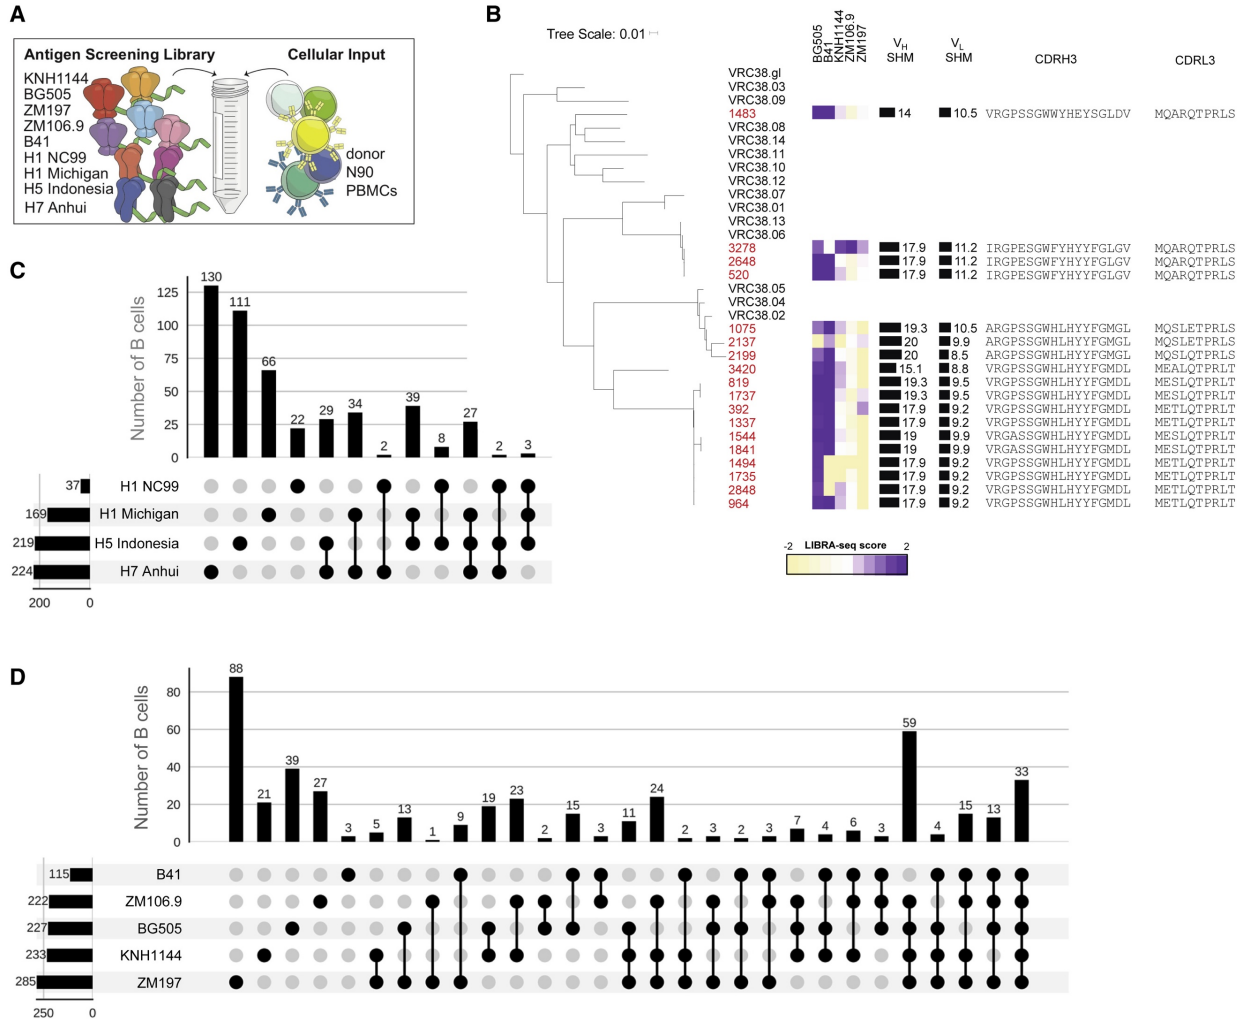 A
Antigen Screening Library
Cellular Input
KNH1144
BG505
ZM197
ZM106.9
B41
H1 NC99
H1 Michigan
H5 Indonesia
H7 Anhui
donor
N90
PBMCs
B
Tree Scale: 0.01
BG505
B41
KNH1144
ZM106.9
ZM197
VH SHM
VL SHM
CDRH3
CDRL3
VRC38.gl
VRC38.03
VRC38.09
1483 14 10.5 VRGPSSGWWYHEYSGLDV MQARQTPRLS
VRC38.08
VRC38.14
VRC38.11
VRC38.10
VRC38.12
VRC38.07
VRC38.01
VRC38.13
VRC38.06
3278 17.9 11.2 IRGPESGWFYHYYFGLGV MQARQTPRLS
2648 17.9 11.2 IRGPESGWFYHYYFGLGV MQARQTPRLS
520 17.9 11.2 IRGPESGWFYHYYFGLGV MQARQTPRLS
VRC38.05
VRC38.04
VRC38.02
1075 19.3 10.5 ARGPSSGWHLHYYFGMGL MQSLETPRLS
2137 20 9.9 ARGPSSGWHLHYYFGMGL MQSLETPRLS
2199 20 8.5 ARGPSSGWHLHYYFGMGL MQSLETPRLS
3420 15.1 8.8 VRGPSSGWHLHYYFGMDL MEALQTPRLT
819 19.3 9.5 VRGPSSGWHLHYYFGMDL MESLQTPRLT
1737 19.3 9.5 VRGPSSGWHLHYYFGMDL MESLQTPRLT
392 17.9 9.2 VRGPSSGWHLHYYFGMDL METLQTPRLT
1337 17.9 9.2 VRGPSSGWHLHYYFGMDL METLQTPRLT
1544 19 9.9 VRGASSGWHLHYYFGMDL MESLQTPRLT
1841 19 9.9 VRGASSGWHLHYYFGMDL MESLQTPRLT
1494 17.9 9.2 VRGPSSGWHLHYYFGMDL METLQTPRLT
1735 17.9 9.2 VRGPSSGWHLHYYFGMDL METLQTPRLT
2848 17.9 9.2 VRGPSSGWHLHYYFGMDL METLQTPRLT
964 17.9 9.2 VRGPSSGWHLHYYFGMDL METLQTPRLT
-2 LIBRA-seq score 2
C
Number of B cells
125
100
75
50
25
0
130 111 66 22 29 34 2 39 8 27 2 3
37 H1 NC99
169 H1 Michigan
219 H5 Indonesia
224 H7 Anhui
200 0
D
Number of B cells
80
60
40
20
0
88 21 39 27 3 5 13 1 9 19 23 2 15 3 11 24 2 3 2 3 7 4 6 3 59 4 15 13 33
115 B41
222 ZM106.9
227 BG505
233 KNH1144
285 ZM197
250 0